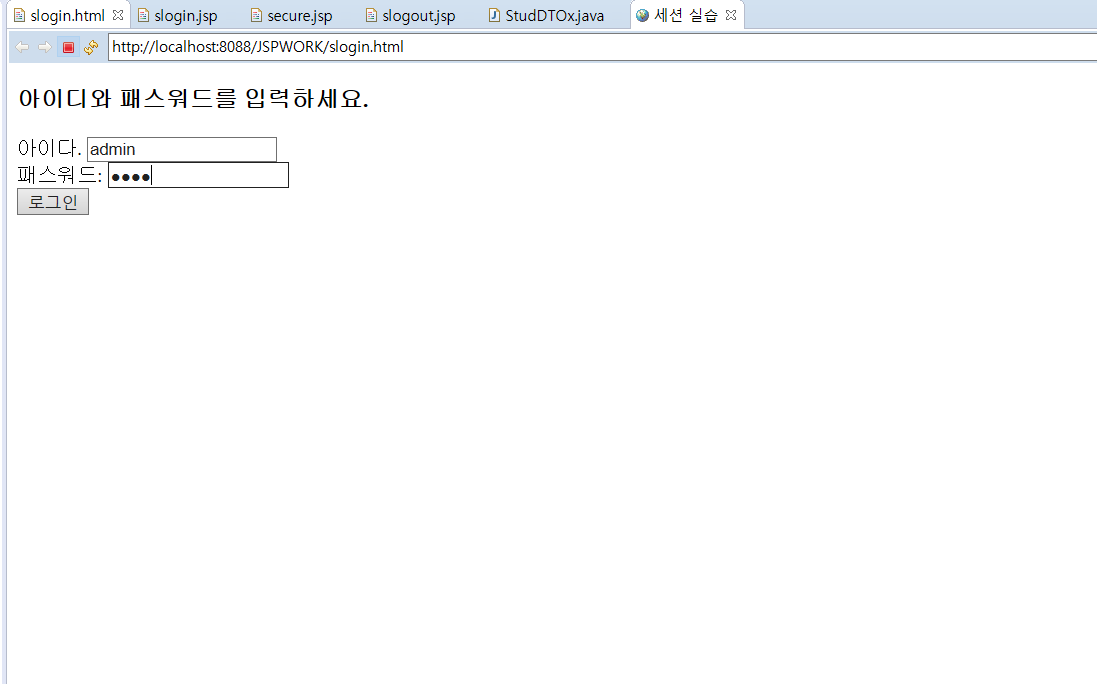 slogin.html slogin.jsp secure.jsp slogout.jsp StudDTOx.java 세션 실습
http://localhost:8088/JSPWORK/slogin.html
아이디와 패스워드를 입력하세요.
아이다. admin
패스워드: ●●●●
로그인